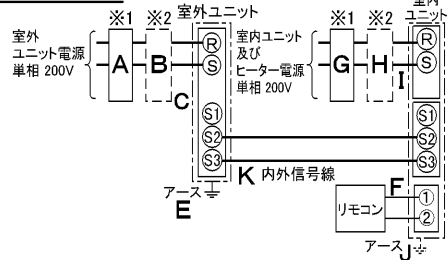 ※1 ※2 室外ユニット
室外
ユニット電源
単相 200V
A
B
C
R
S
S1
S2
S3
アース
E
※1 ※2
室内
ユニット
室内ユニット
及び
ヒーター電源
単相 200V
G
H
I
R
S
S1
S2
S3
K 内外信号線
F
リモコン
①
②
アース
J